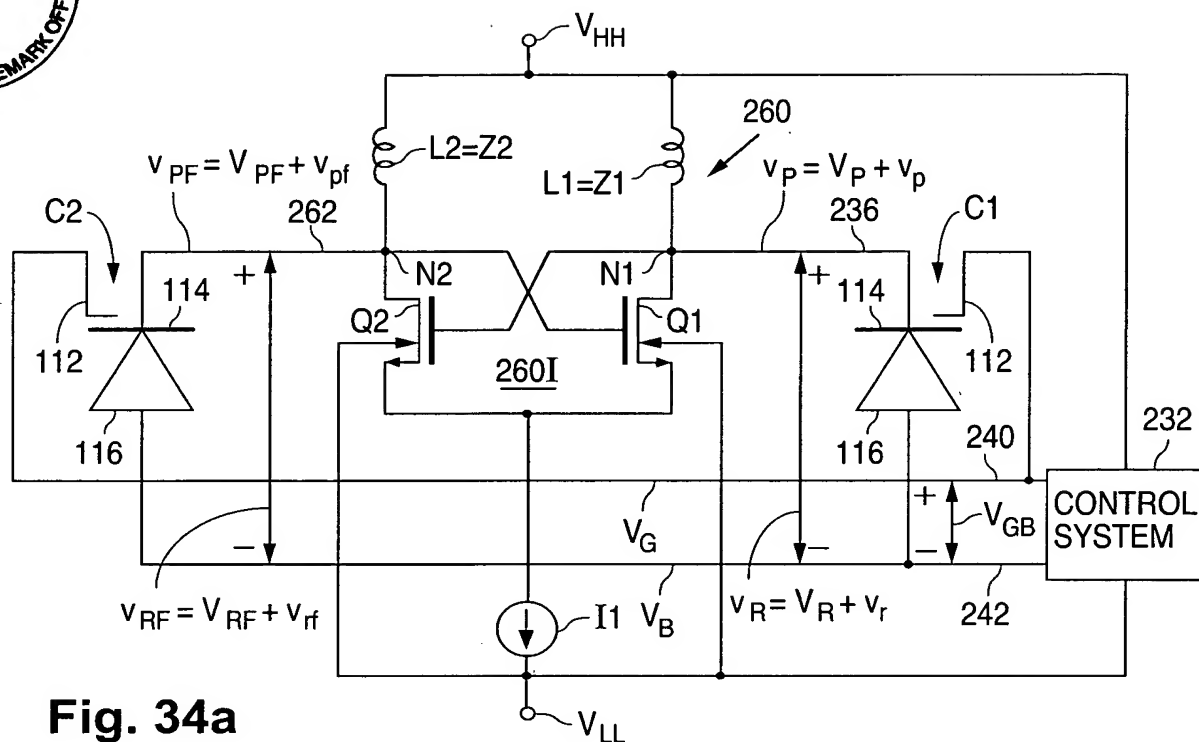 EMARK OFF
V_HH
260
L2=Z2
L1=Z1
v_PF = V_PF + v_pf
v_P = V_P + v_p
C2
262
236
C1
+
N2
N1
+
114
Q2
Q1
114
112
260I
112
116
116
240
232
+
V_GB
CONTROL
SYSTEM
V_G
−
−
−
242
v_RF = V_RF + v_rf
V_B
v_R = V_R + v_r
I1
Fig. 34a
V_LL